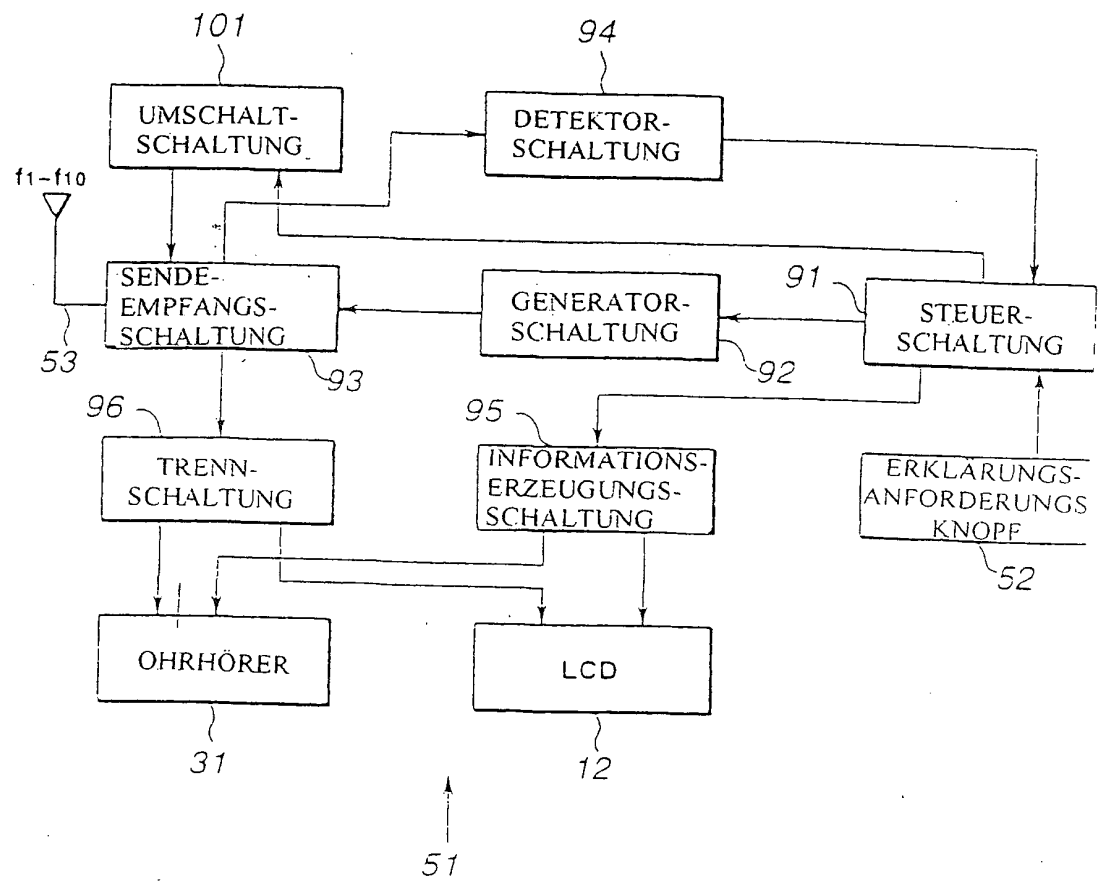 101
94
UMSCHALT-
SCHALTUNG
DETEKTOR-
SCHALTUNG
f1-f10
SENDE-
EMPFANGS-
SCHALTUNG
GENERATOR-
SCHALTUNG
91
STEUER-
SCHALTUNG
53
93
92
96
95
TRENN-
SCHALTUNG
INFORMATIONS-
ERZEUGUNGS-
SCHALTUNG
ERKLÄRUNGS-
ANFORDERUNGS
KNOPF
52
OHRHÖRER
LCD
31
12
51